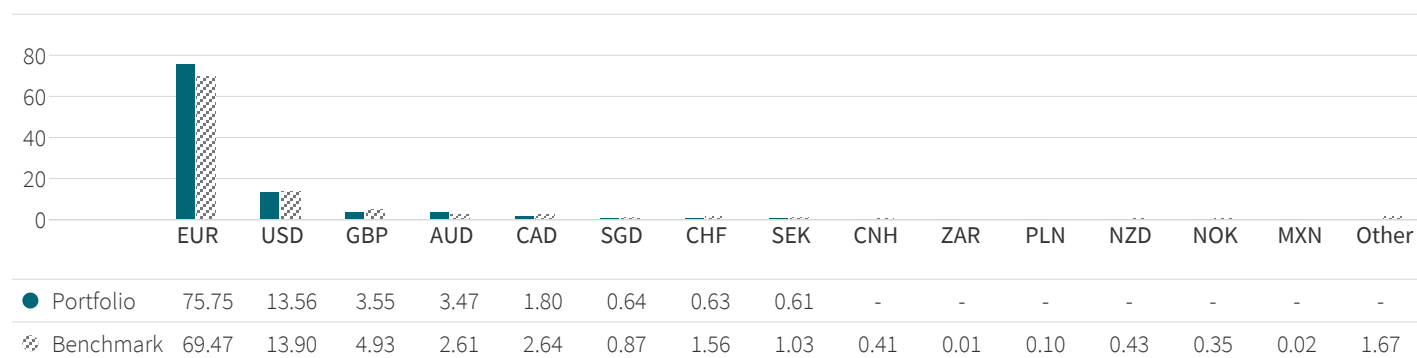 80
60
40
20
0
EUR USD GBP AUD CAD SGD CHF SEK CNH ZAR PLN NZD NOK MXN Other
Portfolio 75.75 13.56 3.55 3.47 1.80 0.64 0.63 0.61 - - - - - - -
Benchmark 69.47 13.90 4.93 2.61 2.64 0.87 1.56 1.03 0.41 0.01 0.10 0.43 0.35 0.02 1.67